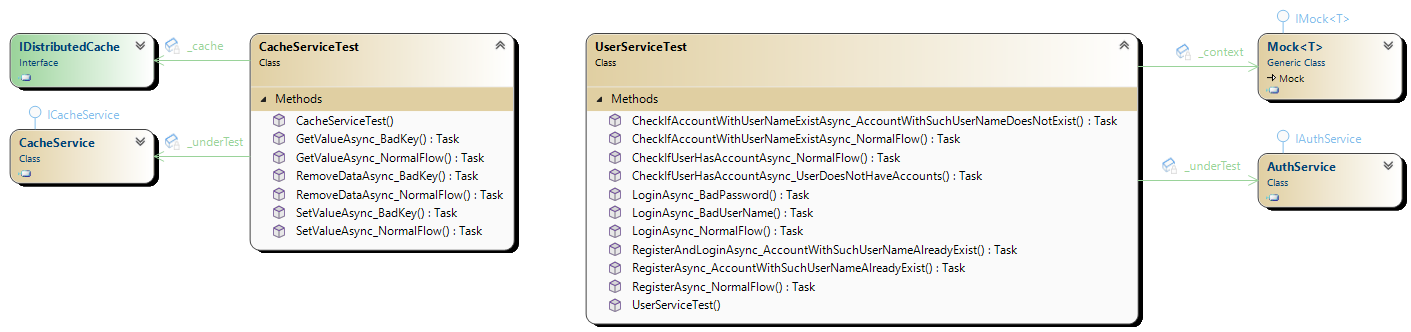 IDistributedCache
Interface
_cache
ICacheService
CacheService
Class
_underTest
CacheServiceTest
Class
Methods
CacheServiceTest()
GetValueAsync_BadKey() : Task
GetValueAsync_NormalFlow() : Task
RemoveDataAsync_BadKey() : Task
RemoveDataAsync_NormalFlow() : Task
SetValueAsync_BadKey() : Task
SetValueAsync_NormalFlow() : Task
UserServiceTest
Class
Methods
CheckIfAccountWithUserNameExistAsync_AccountWithSuchUserNameDoesNotExist() : Task
CheckIfAccountWithUserNameExistAsync_NormalFlow() : Task
CheckIfUserHasAccountAsync_NormalFlow() : Task
CheckIfUserHasAccountAsync_UserDoesNotHaveAccounts() : Task
LoginAsync_BadPassword() : Task
LoginAsync_BadUserName() : Task
LoginAsync_NormalFlow() : Task
RegisterAndLoginAsync_AccountWithSuchUserNameAlreadyExist() : Task
RegisterAsync_AccountWithSuchUserNameAlreadyExist() : Task
RegisterAsync_NormalFlow() : Task
UserServiceTest()
_context
IMock<T>
Mock<T>
Generic Class
Mock
_underTest
IAuthService
AuthService
Class